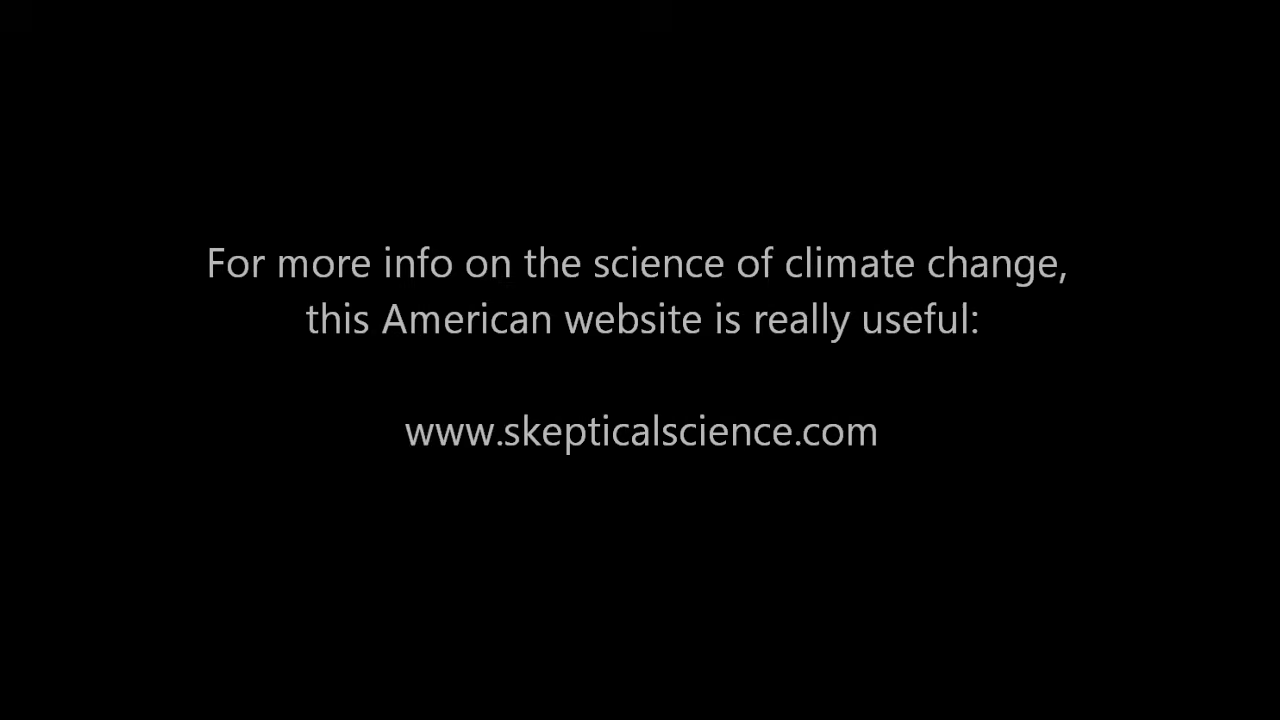 For more info on the science of climate change,
this American website is really useful:
www.skepticalscience.com